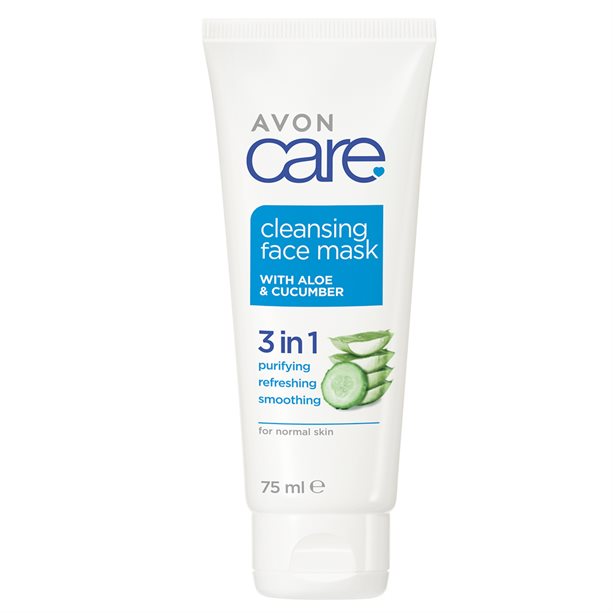 AVON
care
cleansing
face mask
WITH ALOE
& CUCUMBER
3 in 1
purifying
refreshing
smoothing
for normal skin
75 ml ℮